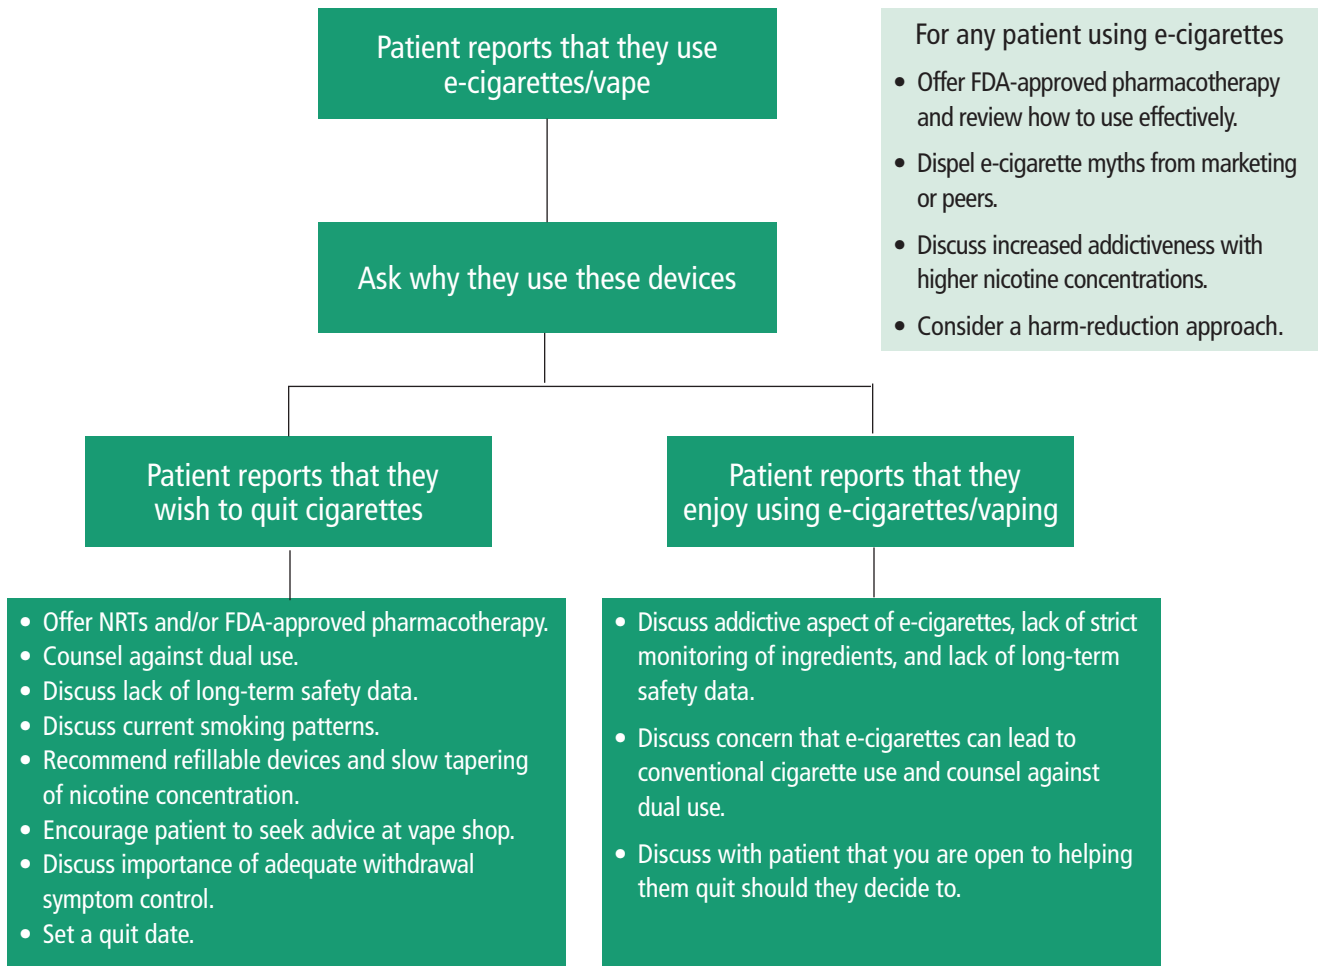 Patient reports that they use
e-cigarettes/vape
For any patient using e-cigarettes
• Offer FDA-approved pharmacotherapy
and review how to use effectively.
• Dispel e-cigarette myths from marketing
or peers.
• Discuss increased addictiveness with
higher nicotine concentrations.
• Consider a harm-reduction approach.
Ask why they use these devices
Patient reports that they
wish to quit cigarettes
Patient reports that they
enjoy using e-cigarettes/vaping
• Offer NRTs and/or FDA-approved pharmacotherapy.
• Counsel against dual use.
• Discuss lack of long-term safety data.
• Discuss current smoking patterns.
• Recommend refillable devices and slow tapering
of nicotine concentration.
• Encourage patient to seek advice at vape shop.
• Discuss importance of adequate withdrawal
symptom control.
• Set a quit date.
• Discuss addictive aspect of e-cigarettes, lack of strict
monitoring of ingredients, and lack of long-term
safety data.
• Discuss concern that e-cigarettes can lead to
conventional cigarette use and counsel against
dual use.
• Discuss with patient that you are open to helping
them quit should they decide to.